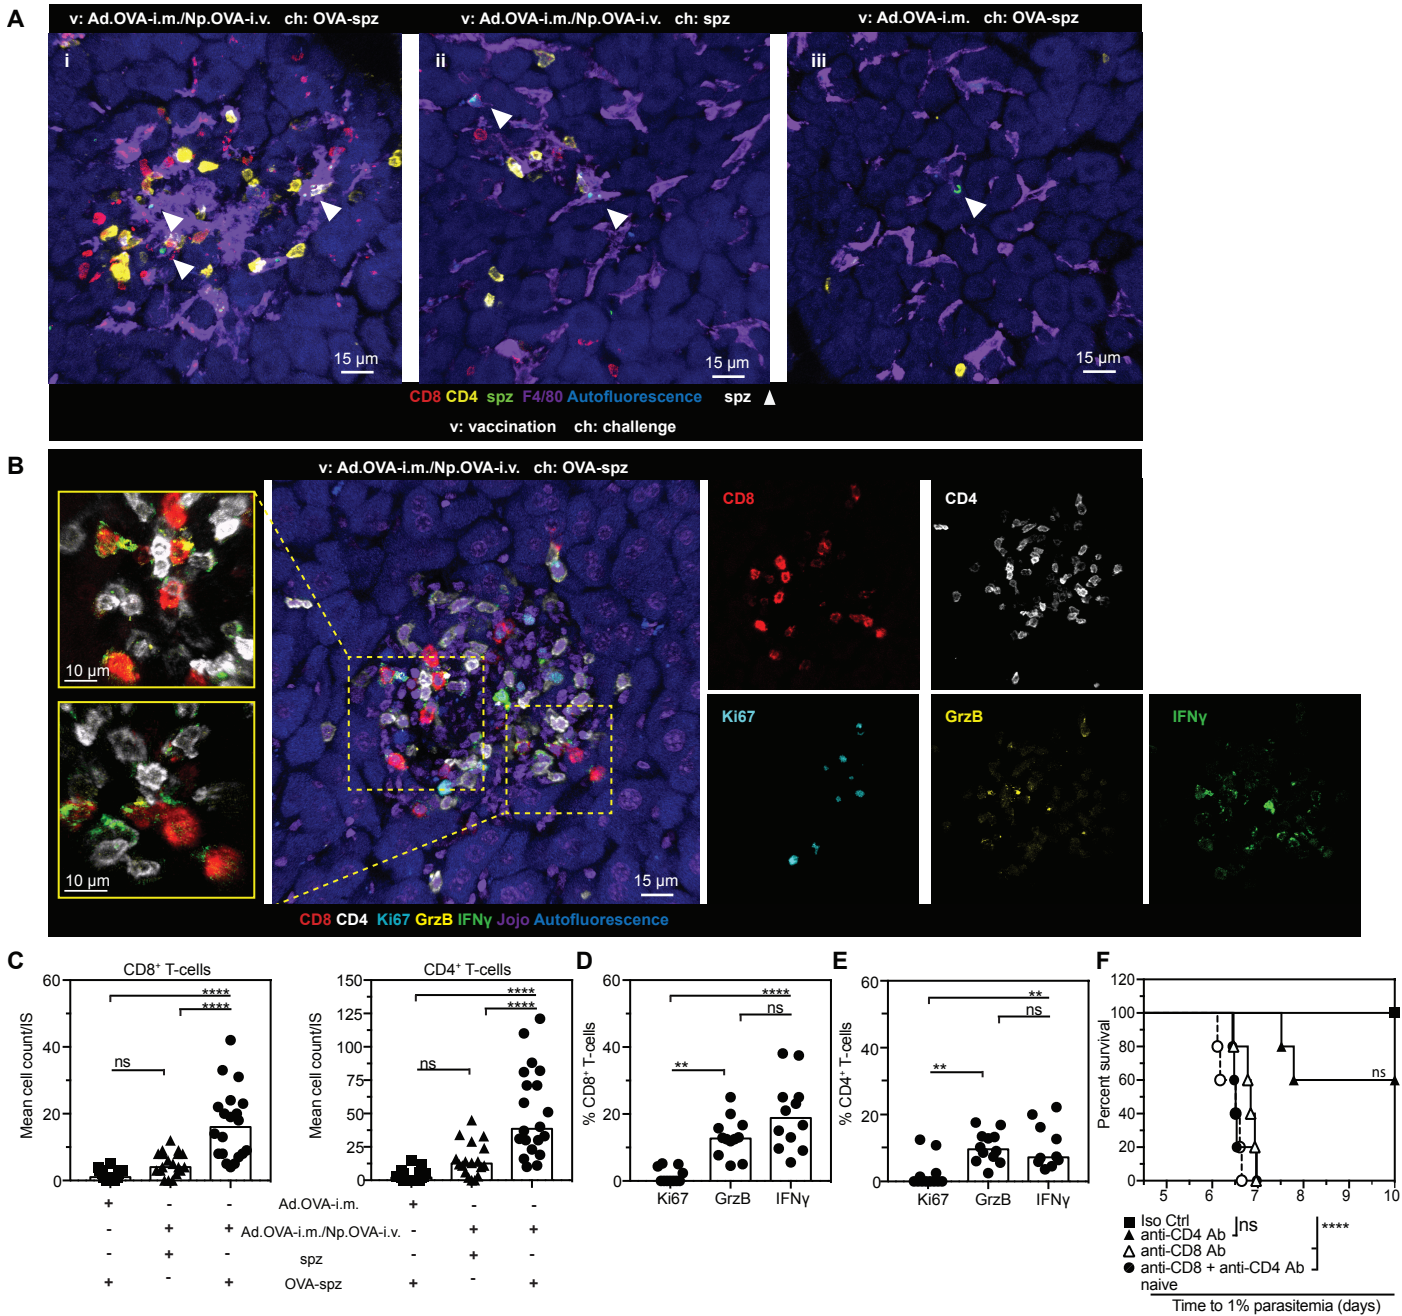 A
v: Ad.OVA-i.m./Np.OVA-i.v. ch: OVA-spz
v: Ad.OVA-i.m./Np.OVA-i.v. ch: spz
v: Ad.OVA-i.m. ch: OVA-spz
i
ii
iii
15 µm
15 µm
15 µm
CD8 CD4 spz F4/80 Autofluorescence spz
v: vaccination ch: challenge
B
v: Ad.OVA-i.m./Np.OVA-i.v. ch: OVA-spz
10 µm
10 µm
15 µm
CD8
CD4
Ki67
GrzB
IFNγ
CD8 CD4 Ki67 GrzB IFNγ Jojo Autofluorescence
C
CD8⁺ T-cells
Mean cell count/IS
60
40
20
0
ns
****
****
CD4⁺ T-cells
Mean cell count/IS
150
125
100
75
50
25
0
ns
****
****
+ - - Ad.OVA-i.m. + - -
- + + Ad.OVA-i.m./Np.OVA-i.v. - + +
- + - spz - + -
+ - + OVA-spz + - +
D
% CD8⁺ T-cells
60
40
20
0
**
****
ns
Ki67 GrzB IFNγ
E
% CD4⁺ T-cells
60
40
20
0
**
**
ns
Ki67 GrzB IFNγ
F
Percent survival
120
100
80
60
40
20
0
ns
5 6 7 8 9 10
Iso Ctrl
anti-CD4 Ab
anti-CD8 Ab
anti-CD8 + anti-CD4 Ab
naive
ns
****
Time to 1% parasitemia (days)